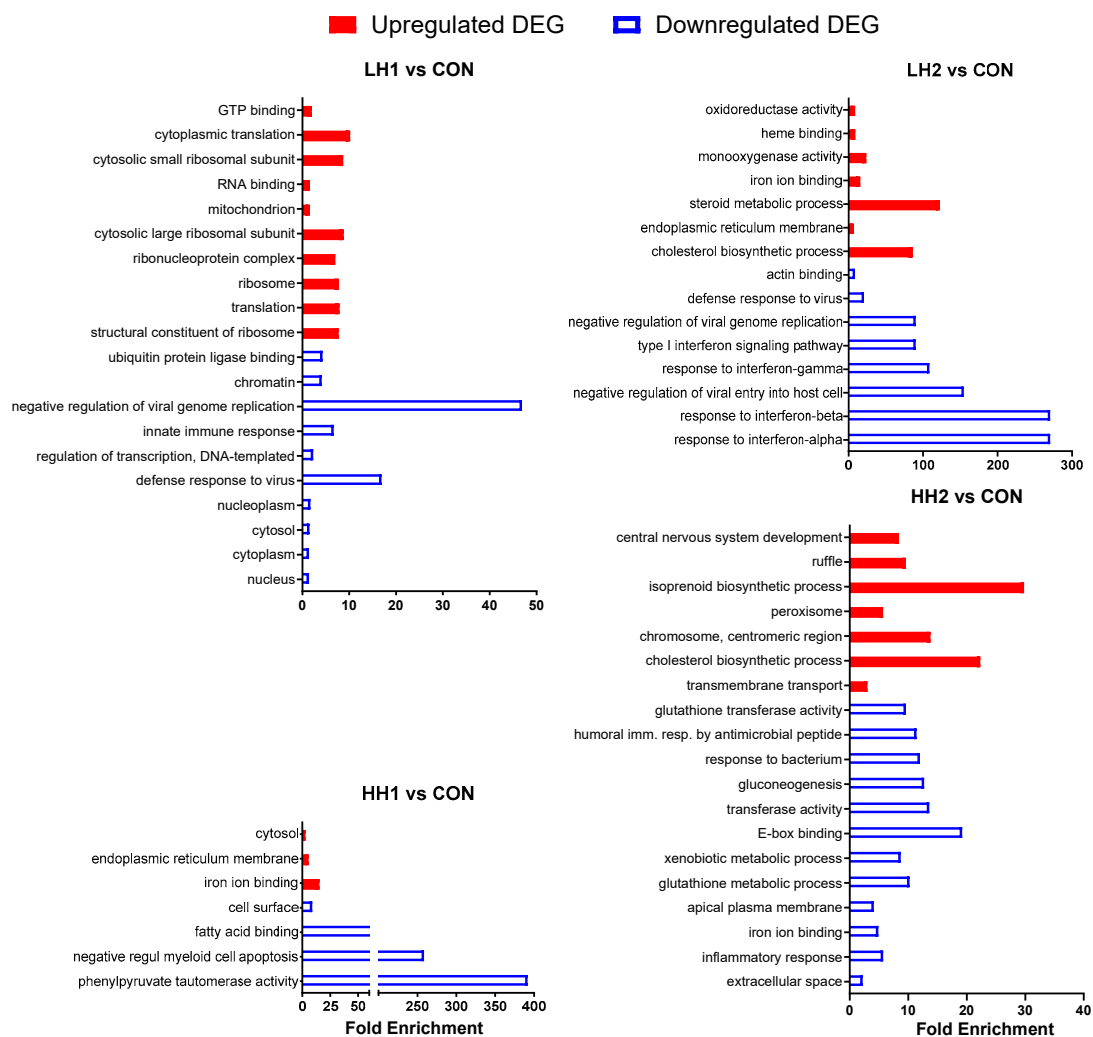 Upregulated DEG Downregulated DEG
LH1 vs CON
GTP binding
cytoplasmic translation
cytosolic small ribosomal subunit
RNA binding
mitochondrion
cytosolic large ribosomal subunit
ribonucleoprotein complex
ribosome
translation
structural constituent of ribosome
ubiquitin protein ligase binding
chromatin
negative regulation of viral genome replication
innate immune response
regulation of transcription, DNA-templated
defense response to virus
nucleoplasm
cytosol
cytoplasm
nucleus
0 10 20 30 40 50
LH2 vs CON
oxidoreductase activity
heme binding
monooxygenase activity
iron ion binding
steroid metabolic process
endoplasmic reticulum membrane
cholesterol biosynthetic process
actin binding
defense response to virus
negative regulation of viral genome replication
type I interferon signaling pathway
response to interferon-gamma
negative regulation of viral entry into host cell
response to interferon-beta
response to interferon-alpha
0 100 200 300
HH1 vs CON
cytosol
endoplasmic reticulum membrane
iron ion binding
cell surface
fatty acid binding
negative regul myeloid cell apoptosis
phenylpyruvate tautomerase activity
0 25 50 250 300 350 400
Fold Enrichment
HH2 vs CON
central nervous system development
ruffle
isoprenoid biosynthetic process
peroxisome
chromosome, centromeric region
cholesterol biosynthetic process
transmembrane transport
glutathione transferase activity
humoral imm. resp. by antimicrobial peptide
response to bacterium
gluconeogenesis
transferase activity
E-box binding
xenobiotic metabolic process
glutathione metabolic process
apical plasma membrane
iron ion binding
inflammatory response
extracellular space
0 10 20 30 40
Fold Enrichment